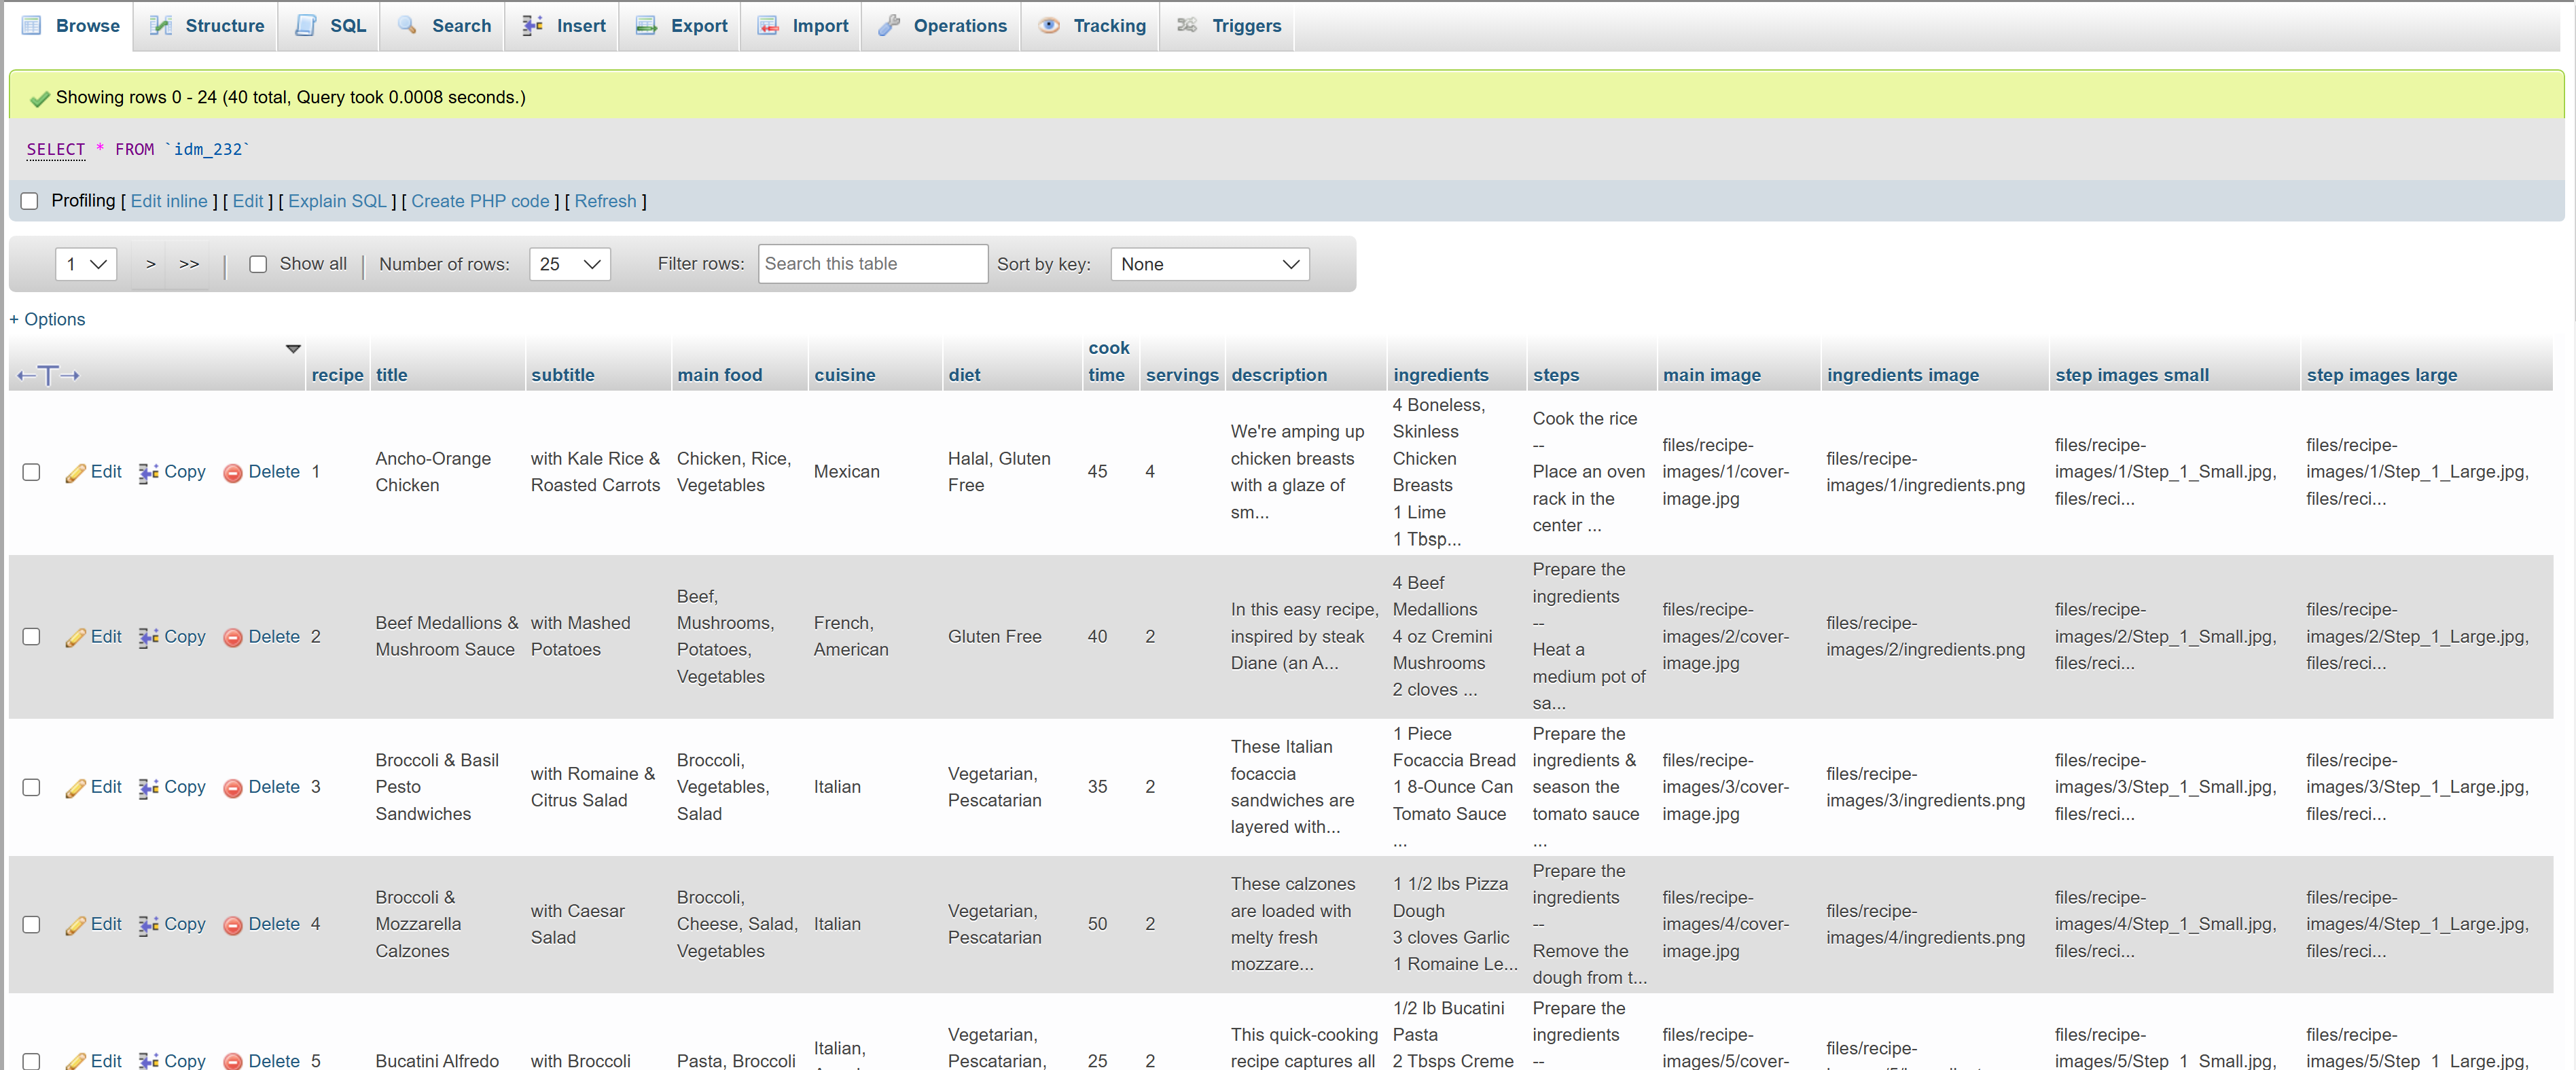 Browse Structure SQL Search Insert Export Import Operations Tracking Triggers
Showing rows 0 - 24 (40 total, Query took 0.0008 seconds.)
SELECT * FROM `idm_232`
Profiling [ Edit inline ] [ Edit ] [ Explain SQL ] [ Create PHP code ] [ Refresh ]
1 > >> | Show all | Number of rows: 25 Filter rows: Search this table Sort by key: None
+ Options
←T→ recipe title subtitle main food cuisine diet cook time servings description ingredients steps main image ingredients image step images small step images large
Edit Copy Delete 1
Ancho-Orange
Chicken
with Kale Rice &
Roasted Carrots
Chicken, Rice,
Vegetables
Mexican
Halal, Gluten
Free
45
4
We're amping up
chicken breasts
with a glaze of
sm...
4 Boneless,
Skinless
Chicken
Breasts
1 Lime
1 Tbsp...
Cook the rice
--
Place an oven
rack in the
center ...
files/recipe-
images/1/cover-
image.jpg
files/recipe-
images/1/ingredients.png
files/recipe-
images/1/Step_1_Small.jpg,
files/reci...
files/recipe-
images/1/Step_1_Large.jpg,
files/reci...
Edit Copy Delete 2
Beef Medallions &
Mushroom Sauce
with Mashed
Potatoes
Beef,
Mushrooms,
Potatoes,
Vegetables
French,
American
Gluten Free
40
2
In this easy recipe,
inspired by steak
Diane (an A...
4 Beef
Medallions
4 oz Cremini
Mushrooms
2 cloves ...
Prepare the
ingredients
--
Heat a
medium pot of
sa...
files/recipe-
images/2/cover-
image.jpg
files/recipe-
images/2/ingredients.png
files/recipe-
images/2/Step_1_Small.jpg,
files/reci...
files/recipe-
images/2/Step_1_Large.jpg,
files/reci...
Edit Copy Delete 3
Broccoli & Basil
Pesto
Sandwiches
with Romaine &
Citrus Salad
Broccoli,
Vegetables,
Salad
Italian
Vegetarian,
Pescatarian
35
2
These Italian
focaccia
sandwiches are
layered with...
1 Piece
Focaccia Bread
1 8-Ounce Can
Tomato Sauce
...
Prepare the
ingredients &
season the
tomato sauce
...
files/recipe-
images/3/cover-
image.jpg
files/recipe-
images/3/ingredients.png
files/recipe-
images/3/Step_1_Small.jpg,
files/reci...
files/recipe-
images/3/Step_1_Large.jpg,
files/reci...
Edit Copy Delete 4
Broccoli &
Mozzarella
Calzones
with Caesar
Salad
Broccoli,
Cheese, Salad,
Vegetables
Italian
Vegetarian,
Pescatarian
50
2
These calzones
are loaded with
melty fresh
mozzare...
1 1/2 lbs Pizza
Dough
3 cloves Garlic
1 Romaine Le...
Prepare the
ingredients
--
Remove the
dough from t...
files/recipe-
images/4/cover-
image.jpg
files/recipe-
images/4/ingredients.png
files/recipe-
images/4/Step_1_Small.jpg,
files/reci...
files/recipe-
images/4/Step_1_Large.jpg,
files/reci...
Edit Copy Delete 5
Bucatini Alfredo
with Broccoli
Pasta, Broccoli
Italian,
Vegetarian,
Pescatarian,
25
2
This quick-cooking
recipe captures all
1/2 lb Bucatini
Pasta
2 Tbsps Creme
Prepare the
ingredients
--
files/recipe-
images/5/cover-
files/recipe-
files/recipe-
images/5/Step_1_Small.jpg,
files/recipe-
images/5/Step_1_Large.jpg,